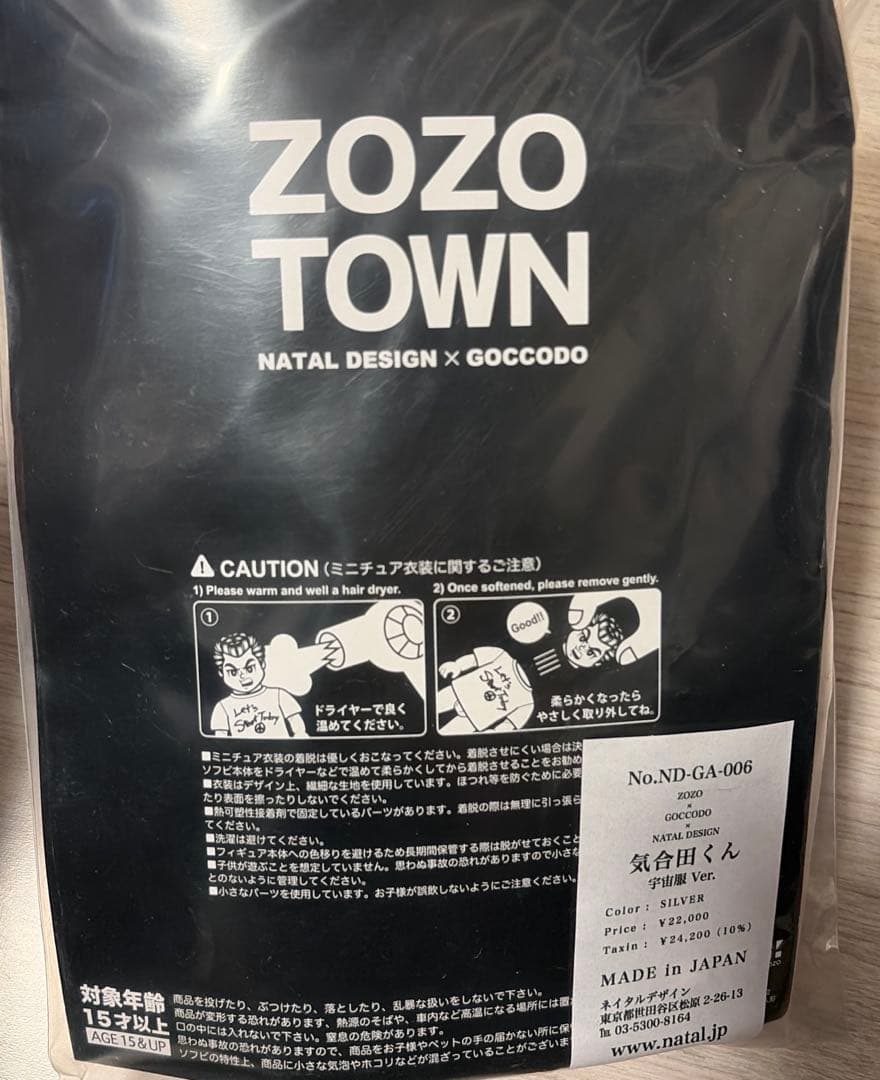 ZOZO
TOWN
NATAL DESIGN × GOCCODO
CAUTION (ミニチュア衣装に関するご注意)
1) Please warm and well a hair dryer.
2) Once softened, please remove gently.
①
Let's
Start Today
ドライヤーで良く
温めてください。
②
Good!!
Let's
Start Today
柔らかくなったら
やさしく取り外してね。
■ミニチュア衣装の着脱は優しくおこなってください。着脱させにくい場合は決
ソフビ本体をドライヤーなどで温めて柔らかくしてから着脱させることをお勧め
■衣装はデザイン上、繊細な生地を使用しています。ほつれ等を防ぐために必要
たり表面を擦ったりしないでください。
■熱可塑性接着剤で固定しているパーツがあります。着脱の際は無理に引っ張ら
てください。
■洗濯は避けてください。
■フィギュア本体への色移りを避けるため長期間保管する際は脱がせておくこと
■子供が遊ぶことを想定していません。思わぬ事故の恐れがありますので小さな
とのないように管理してください。
■小さなパーツを使用しています。お子様が誤飲しないようにご注意ください。
No.ND-GA-006
ZOZO
×
GOCCODO
×
NATAL DESIGN
気合田くん
宇宙服 Ver.
Color : SILVER
Price : ¥22,000
Taxin : ¥24,200 (10%)
MADE in JAPAN
ネイタルデザイン
東京都世田谷区松原 2-26-13
℡ 03-5300-8164
www.natal.jp
対象年齢
15才以上
AGE 15 & UP
商品を投げたり、ぶつけたり、落としたり、乱暴な扱いをしないで下さい。
商品が変形する恐れがあります、熱源のそばや、車内など高温になる場所には置か
口の中には入れないで下さい。窒息の危険があります。
思わぬ事故の恐れがありますので、商品をお子様やペットの手の届かない所に保
ソフビの特性上、商品に小さな気泡やホコリなどが混ざっていることがござい